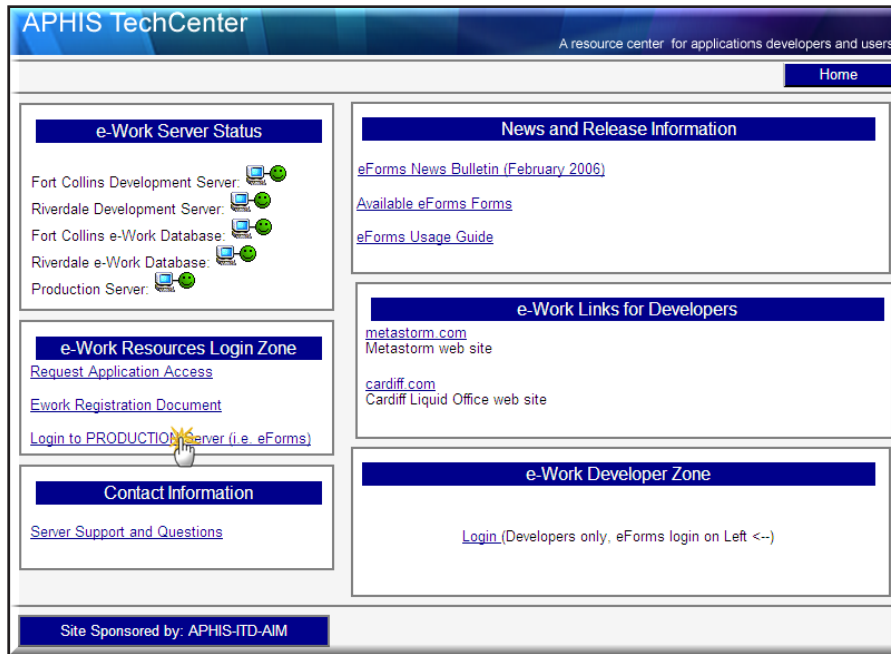 APHIS TechCenter
A resource center for applications developers and users
Home
e-Work Server Status
Fort Collins Development Server:
Riverdale Development Server:
Fort Collins e-Work Database:
Riverdale e-Work Database:
Production Server:
e-Work Resources Login Zone
Request Application Access
Ework Registration Document
Login to PRODUCTION Server (i.e. eForms)
Contact Information
Server Support and Questions
News and Release Information
eForms News Bulletin (February 2006)
Available eForms Forms
eForms Usage Guide
e-Work Links for Developers
metastorm.com
Metastorm web site
cardiff.com
Cardiff Liquid Office web site
e-Work Developer Zone
Login (Developers only, eForms login on Left <--)
Site Sponsored by: APHIS-ITD-AIM